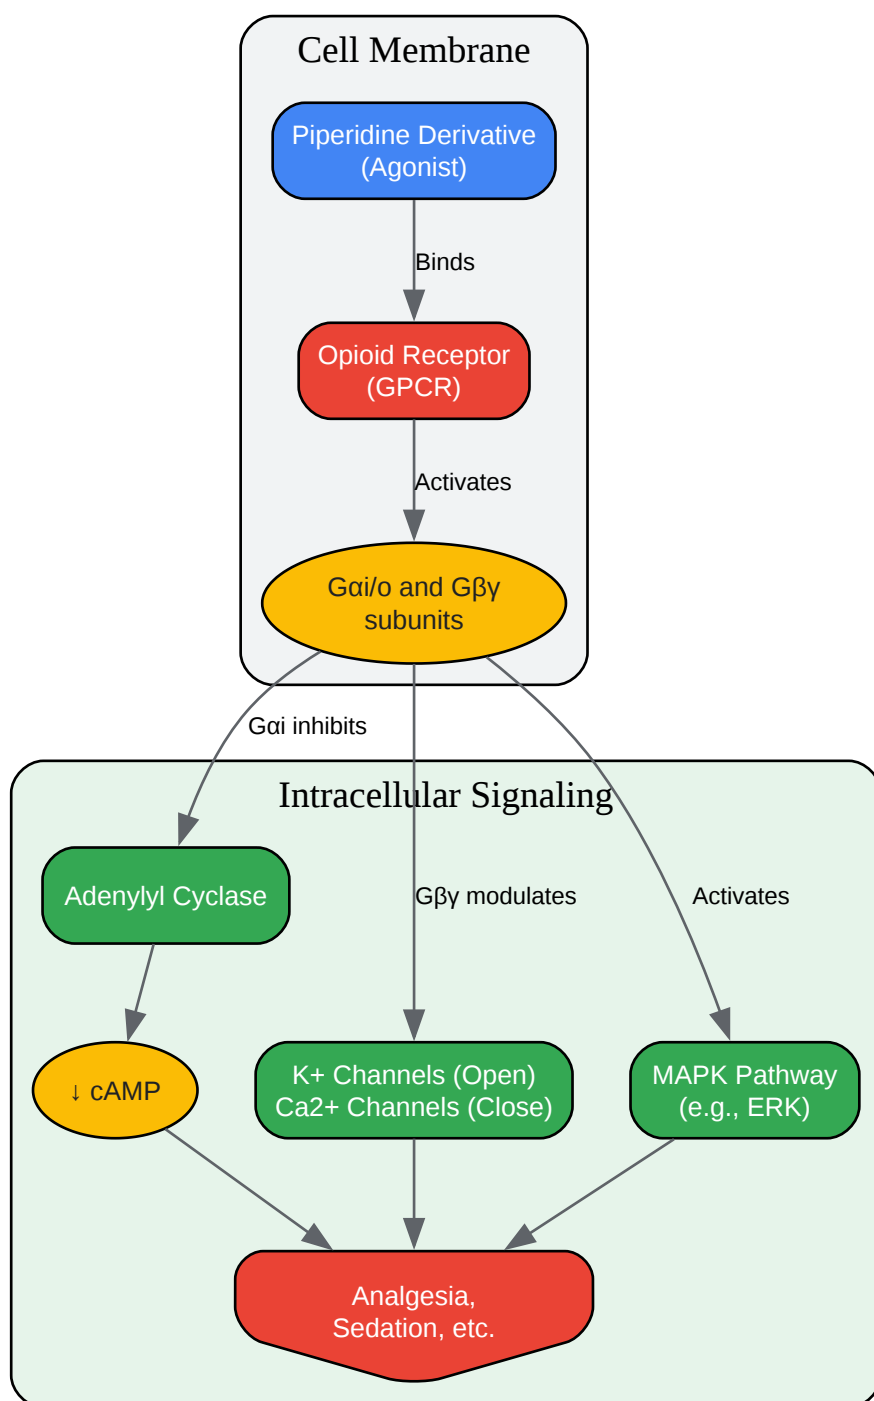 Cell Membrane
Piperidine Derivative
(Agonist)
Binds
Opioid Receptor
(GPCR)
Activates
Gαi/o and Gβγ
subunits
Gαi inhibits
Intracellular Signaling
Adenylyl Cyclase
Gβγ modulates
Activates
↓ cAMP
K+ Channels (Open)
Ca2+ Channels (Close)
MAPK Pathway
(e.g., ERK)
Analgesia,
Sedation, etc.